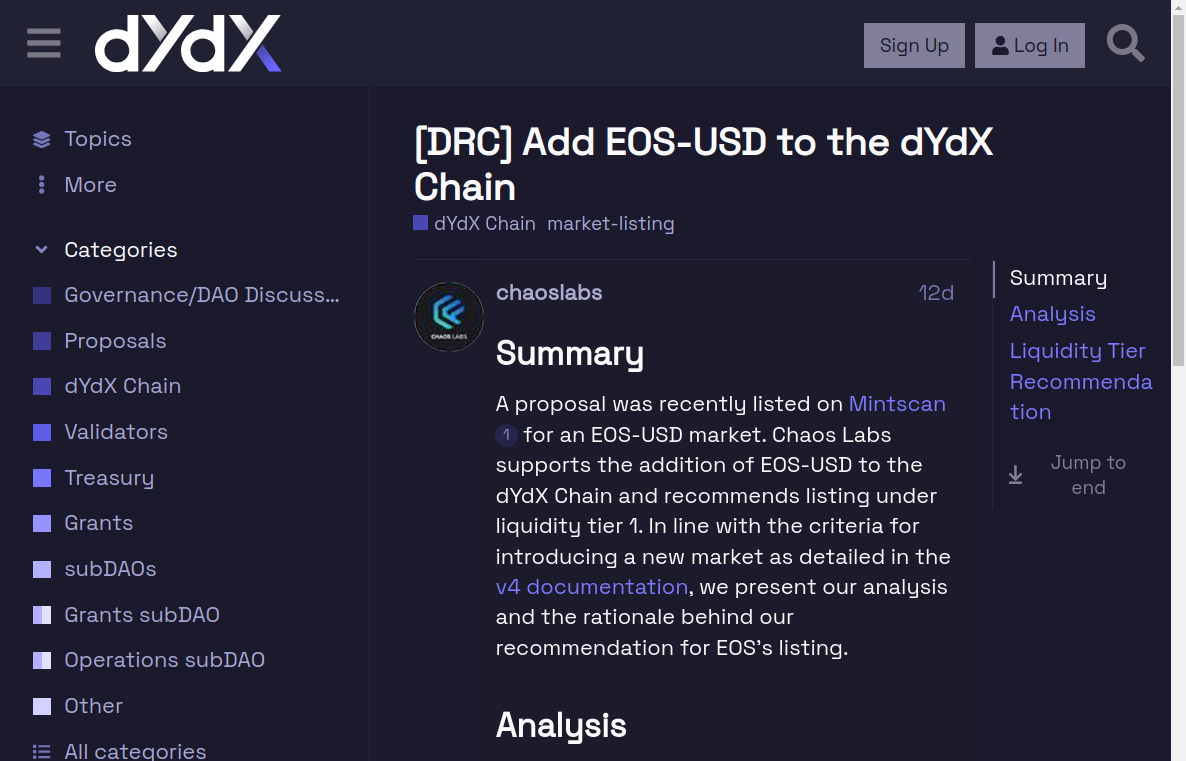 dYdX
Sign Up
Log In
Topics
More
Categories
Governance/DAO Discuss...
Proposals
dYdX Chain
Validators
Treasury
Grants
subDAOs
Grants subDAO
Operations subDAO
Other
All categories
[DRC] Add EOS-USD to the dYdX
Chain
dYdX Chain market-listing
CHAOS LABS
chaoslabs
12d
Summary
A proposal was recently listed on Mintscan
1 for an EOS-USD market. Chaos Labs
supports the addition of EOS-USD to the
dYdX Chain and recommends listing under
liquidity tier 1. In line with the criteria for
introducing a new market as detailed in the
v4 documentation, we present our analysis
and the rationale behind our
recommendation for EOS's listing.
Analysis
Summary
Analysis
Liquidity Tier
Recommenda
tion
Jump to
end